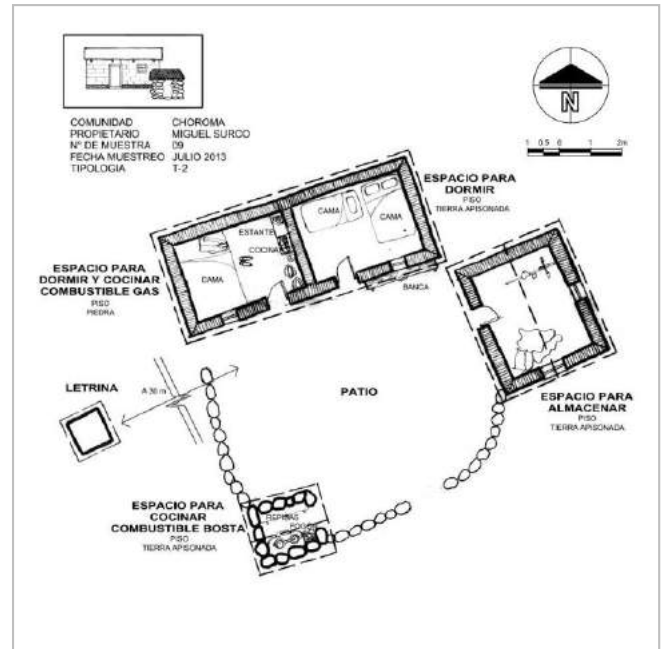 COMUNIDAD CHOROMA
PROPIETARIO MIGUEL SURCO
Nº DE MUESTRA 09
FECHA MUESTREO JULIO 2013
TIPOLOGIA T-2
N
1 0.5 0 1 2m
ESPACIO PARA
DORMIR
PISO
TIERRA APISONADA
CAMA
CAMA
ESTANTE
COCINA
CAMA
BANCA
ESPACIO PARA
DORMIR Y COCINAR
COMBUSTIBLE GAS
PISO
PIEDRA
LETRINA
A 36 m
PATIO
ESPACIO PARA
ALMACENAR
PISO
TIERRA APISONADA
ESPACIO PARA
COCINAR
COMBUSTIBLE BOSTA
PISO
TIERRA APISONADA
REPISAS